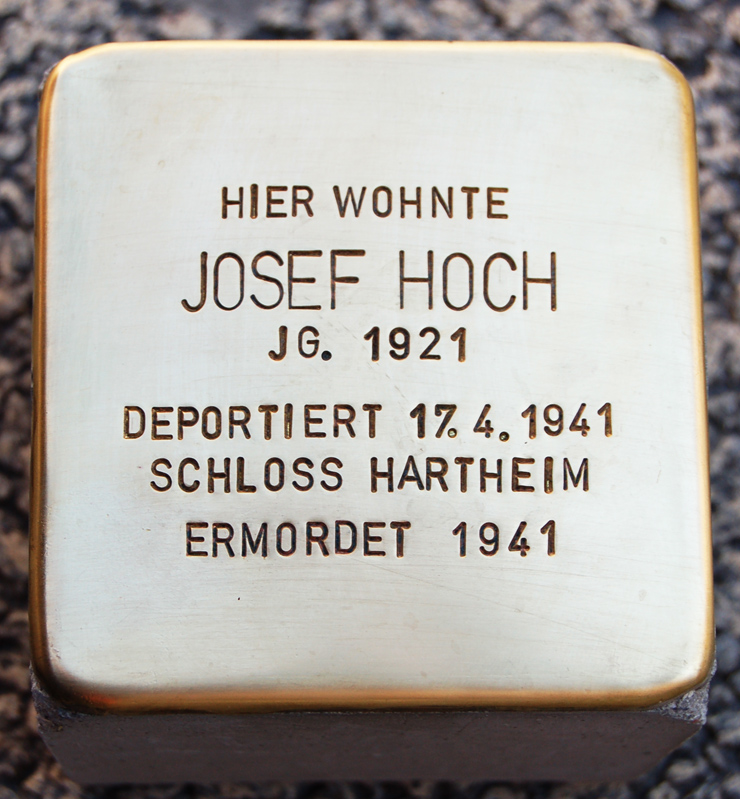 HIER WOHNTE
JOSEF HOCH
JG. 1921
DEPORTIERT 17.4.1941
SCHLOSS HARTHEIM
ERMORDET 1941